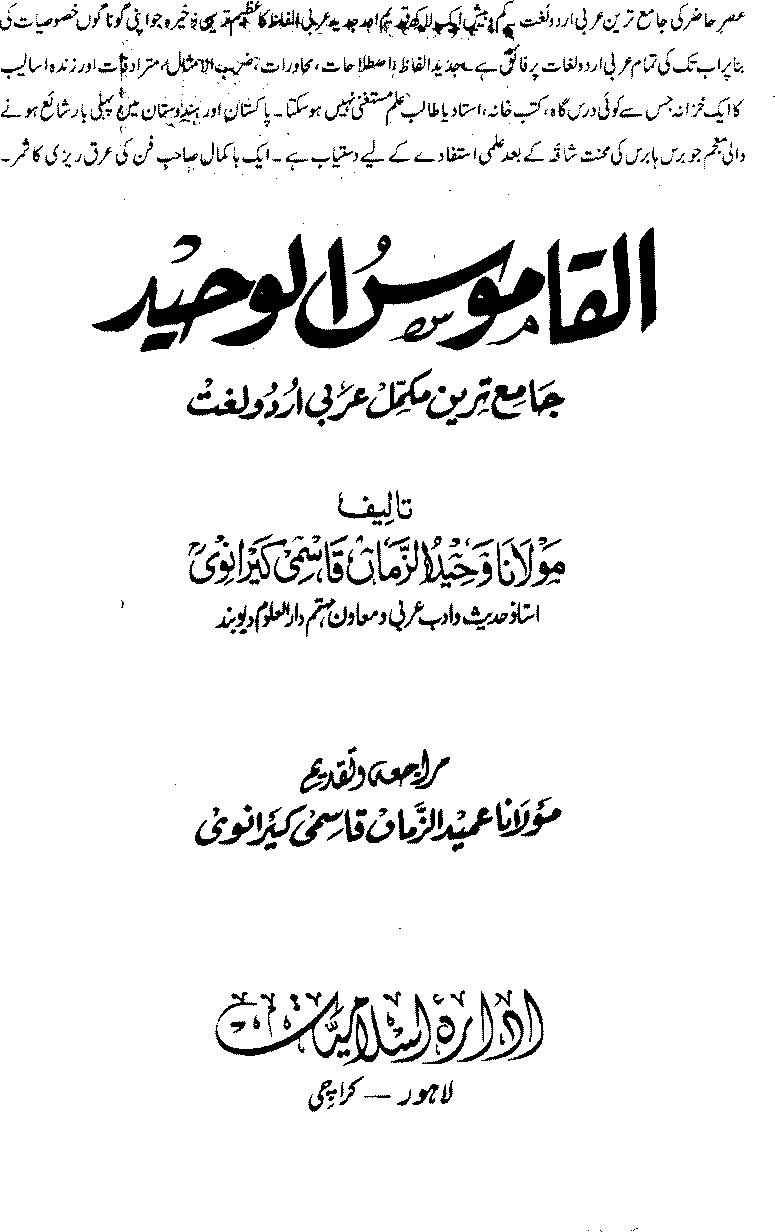 عصرِ حاضر کی جامع ترین عربی اردو لغت۔ کم و بیش ایک لاکھ قدیم اور جدید عربی الفاظ کا عظیم ترین ذخیرہ جو اپنی گوناگوں خصوصیات کی
بنا پر اب تک کی تمام عربی اردو لغات پر فائق ہے۔ جدید الفاظ، اصطلاحات، محاورات، ضرب الامثال، مترادفات اور زندہ اسالیب
کا ایک خزانہ جس سے کوئی درس گاہ، کتب خانہ، استاد یا طالب علم مستغنی نہیں ہو سکتا۔ پاکستان اور ہندوستان میں پہلی بار شائع ہونے
والی معجم جو برس ہا برس کی محنت شاقہ کے بعد علمی استفادے کے لیے دستیاب ہے۔ ایک باکمال صاحبِ فن کی عرق ریزی کا ثمر۔
القاموس الوحید
جامع ترین مکمل عربی اردو لغت
تالیف
مولانا وحید الزمان قاسمی کیرانوی
استاذ حدیث و ادب عربی و معاون مہتمم دار العلوم دیوبند
مراجعہ و تقدیم
مولانا عمید الزمان قاسمی کیرانوی
ادارہ اسلامیات
لاہور — کراچی